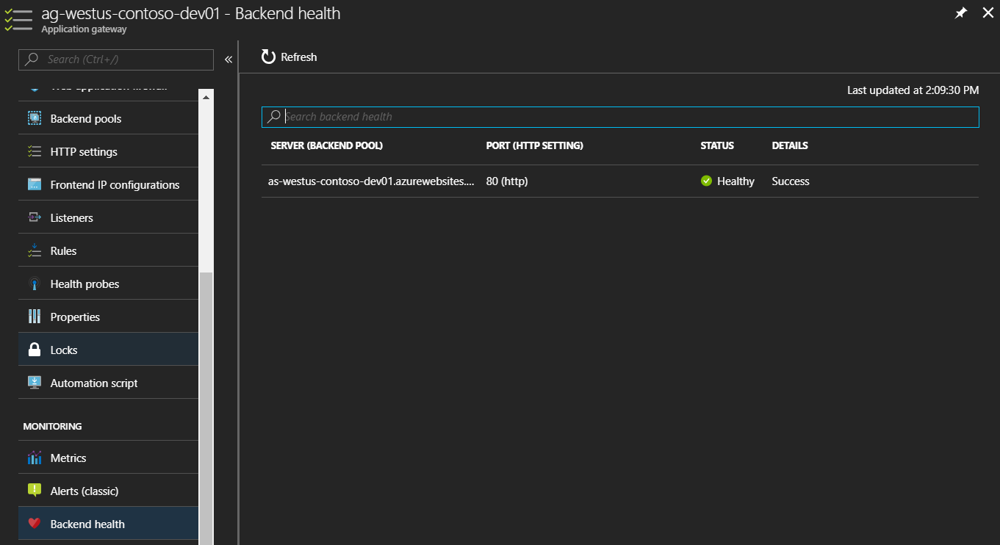 ag-westus-contoso-dev01 - Backend health
Application gateway
Search (Ctrl+/)
«
Refresh
Last updated at 2:09:30 PM
Search backend health
SERVER (BACKEND POOL) PORT (HTTP SETTING) STATUS DETAILS
as-westus-contoso-dev01.azurewebsites.... 80 (http) Healthy Success
Web application firewall
Backend pools
HTTP settings
Frontend IP configurations
Listeners
Rules
Health probes
Properties
Locks
Automation script
MONITORING
Metrics
Alerts (classic)
Backend health